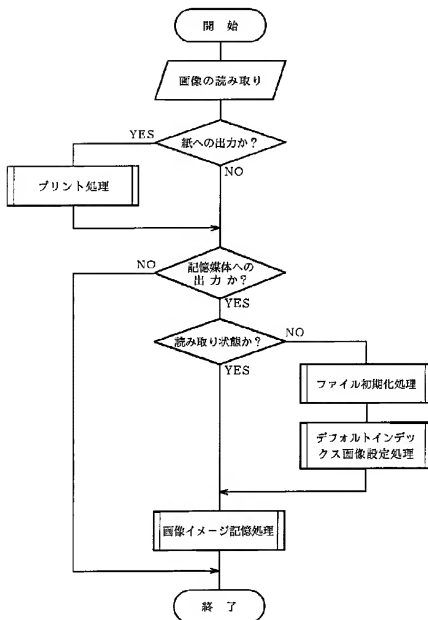 開 始
画像の読み取り
YES
紙への出力か？
NO
プリント処理
NO
記憶媒体への
出 力 か？
YES
読み取り状態か？
NO
YES
ファイル初期化処理
デフォルトインデッ
クス画像設定処理
画像イメージ記憶処理
終 了